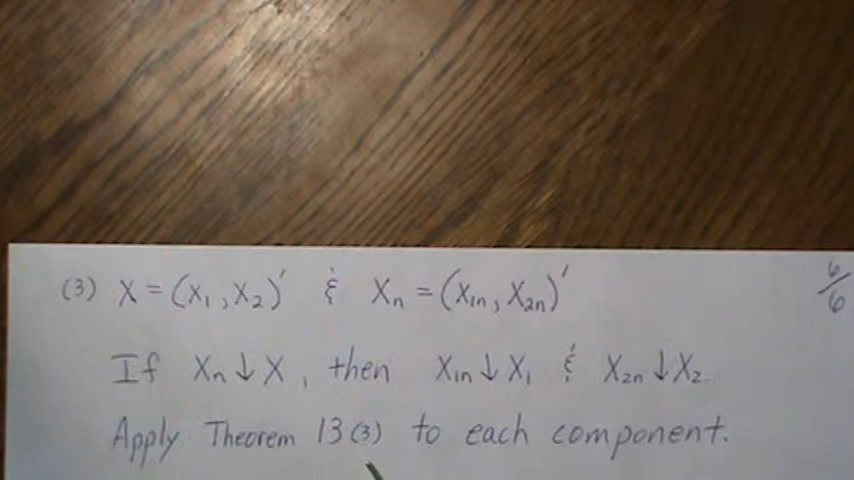 (3) X = (X₁, X₂)′ & Xₙ = (X₁ₙ, X₂ₙ)′
6/6
If Xₙ ↓ X, then X₁ₙ ↓ X₁ & X₂ₙ ↓ X₂.
Apply Theorem 13(3) to each component.